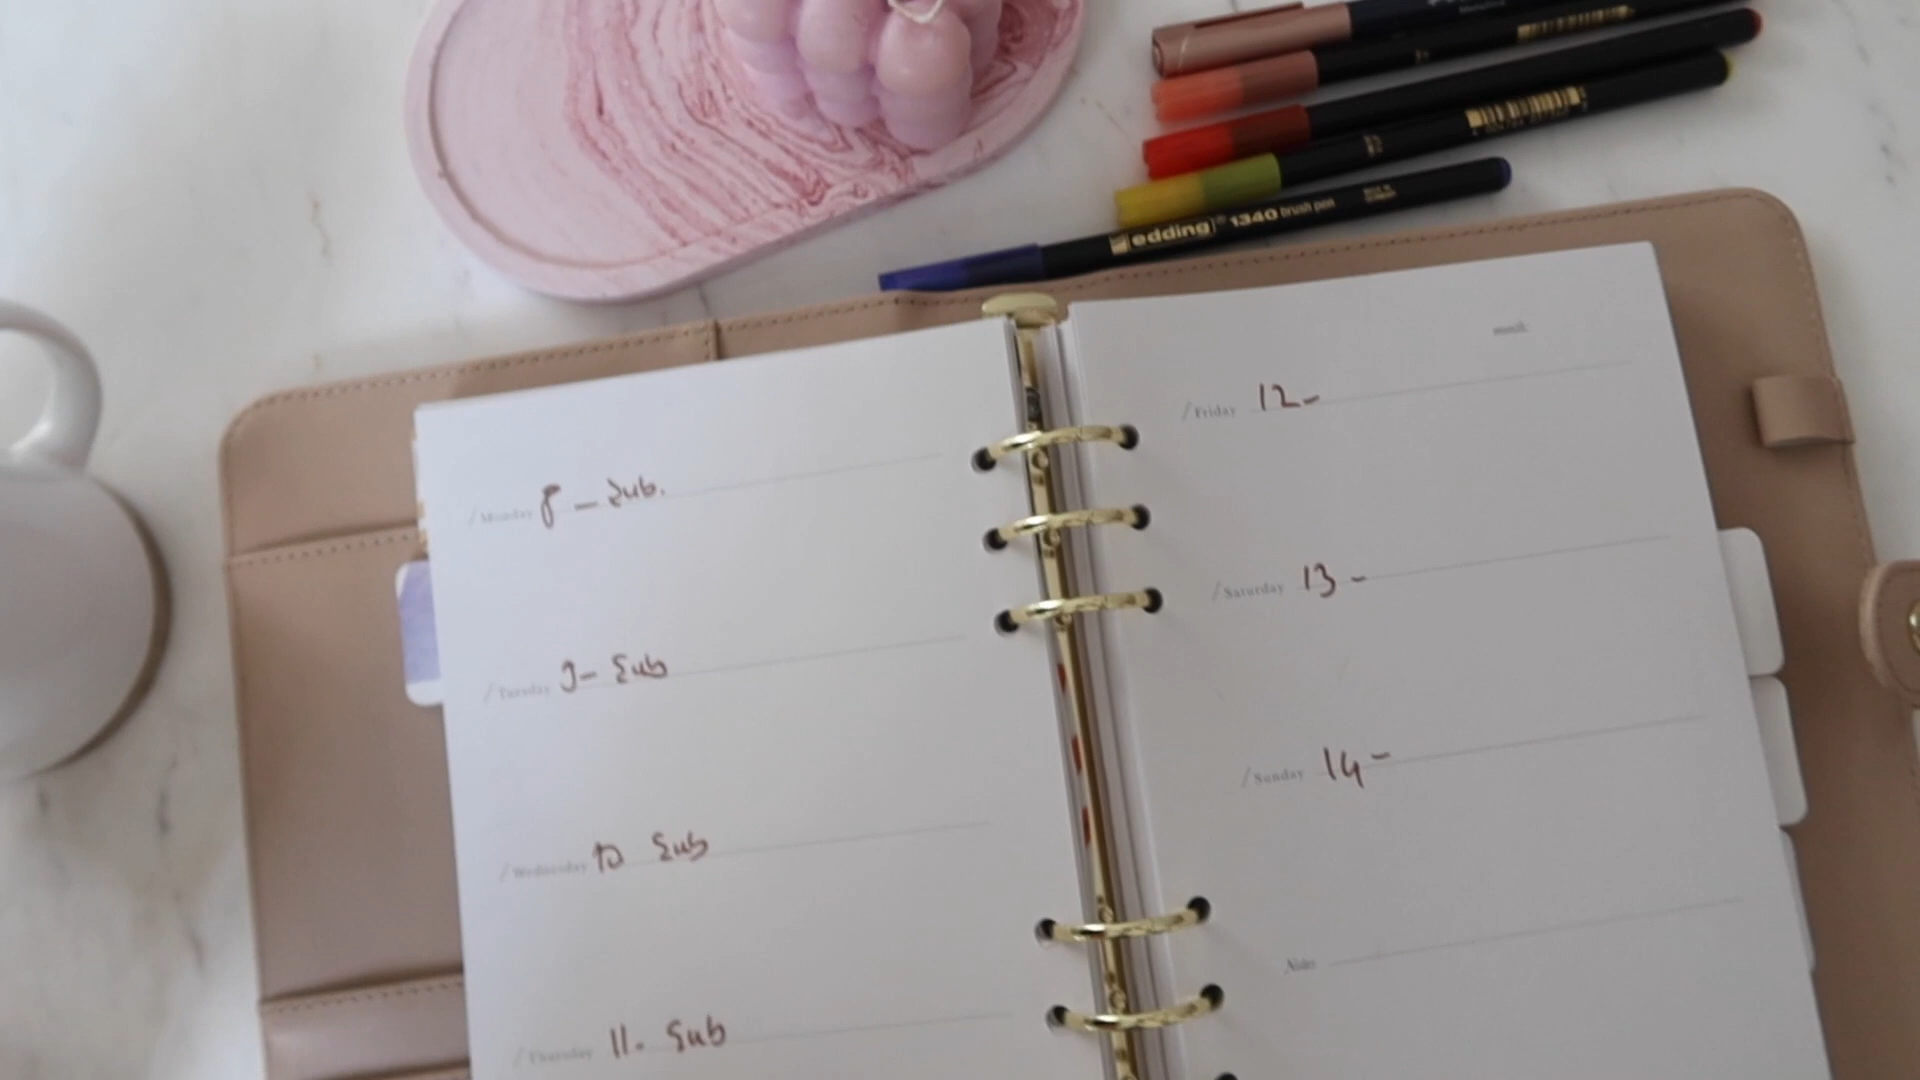 edding 1340 brush pen
month
/Monday 8 - Sub.
/Tuesday 9- Sub
/Wednesday 10 Sub
/Thursday 11. Sub
/Friday 12-
/Saturday 13 -
/Sunday 14-
Notes